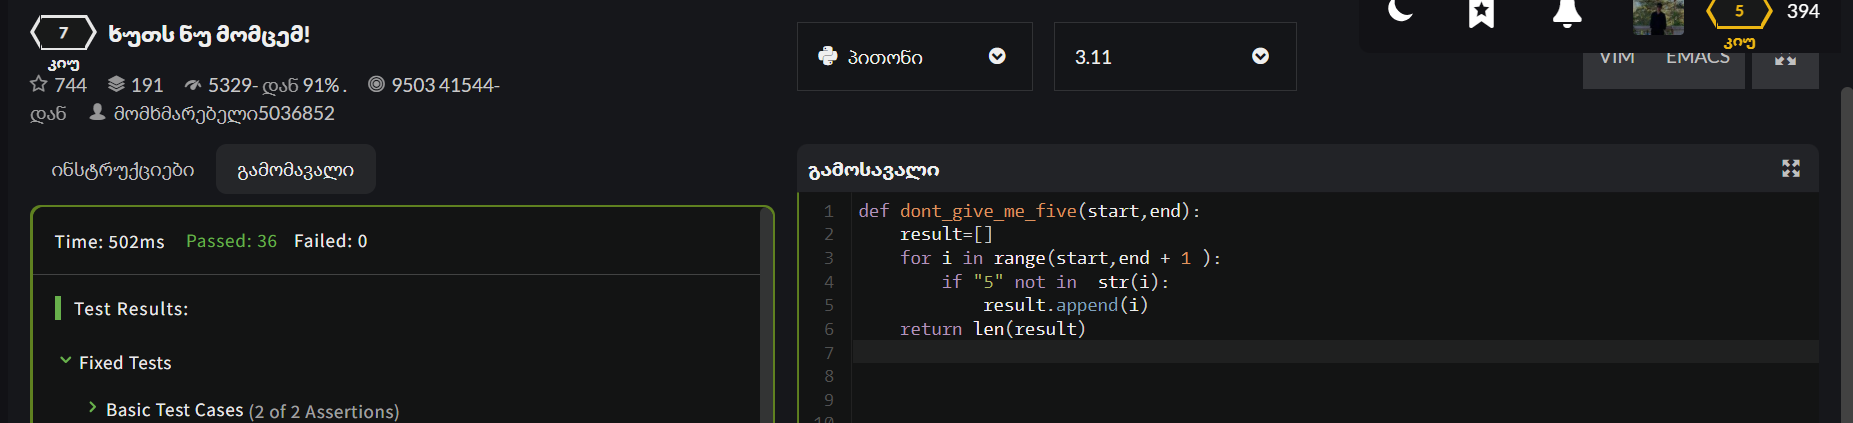 7 ხუთს ნუ მომცემ!
კიუ
744 191 5329- დან 91% . 9503 41544-
დან მომხმარებელი5036852
პითონი 3.11
5 394
კიუ
VIM EMACS
ინსტრუქციები გამომავალი
Time: 502ms Passed: 36 Failed: 0
Test Results:
Fixed Tests
Basic Test Cases (2 of 2 Assertions)
გამოსავალი
1 def dont_give_me_five(start,end):
2     result=[]
3     for i in range(start,end + 1 ):
4         if "5" not in  str(i):
5             result.append(i)
6     return len(result)
7
8
9
10